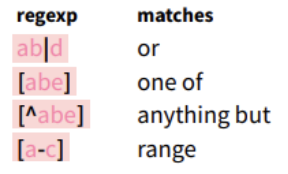 regexp matches
ab|d or
[abe] one of
[^abe] anything but
[a-c] range